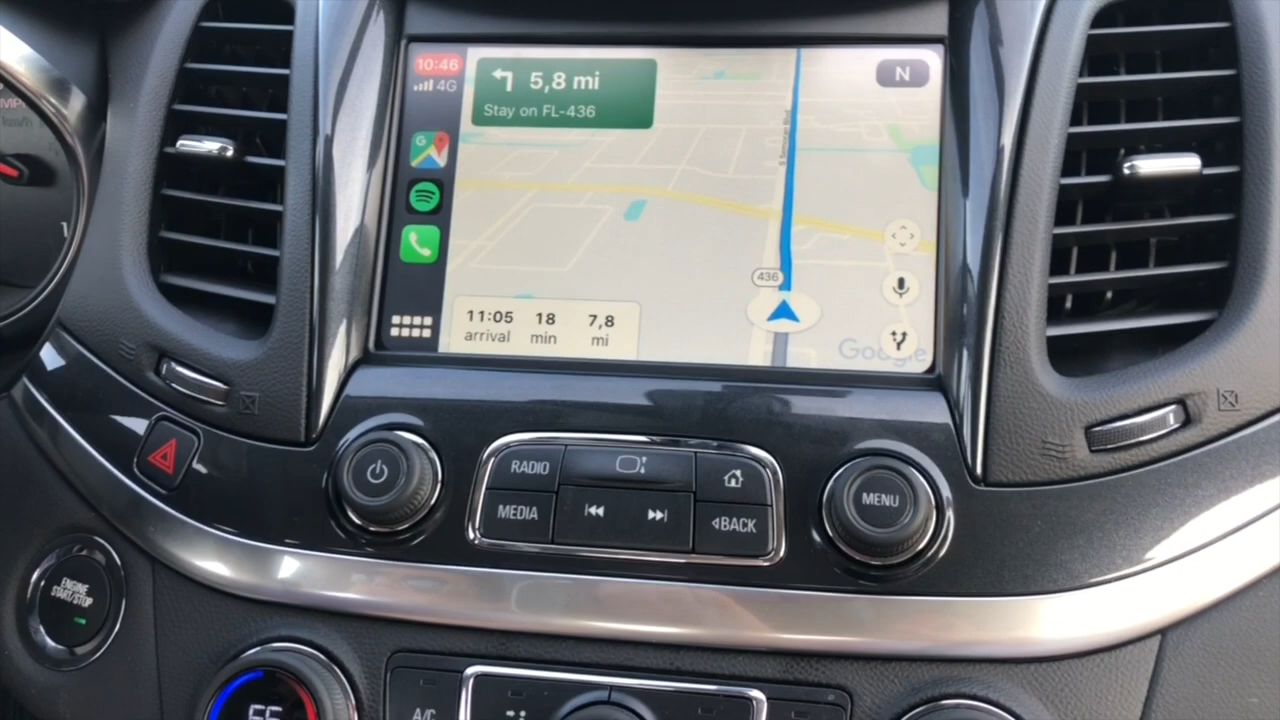 10:46
4G
5,8 mi
Stay on FL-436
N
436
11:05 18 7,8
arrival min mi
Google
1
RADIO
MEDIA
BACK
MENU
ENGINE
START/STOP
A/C